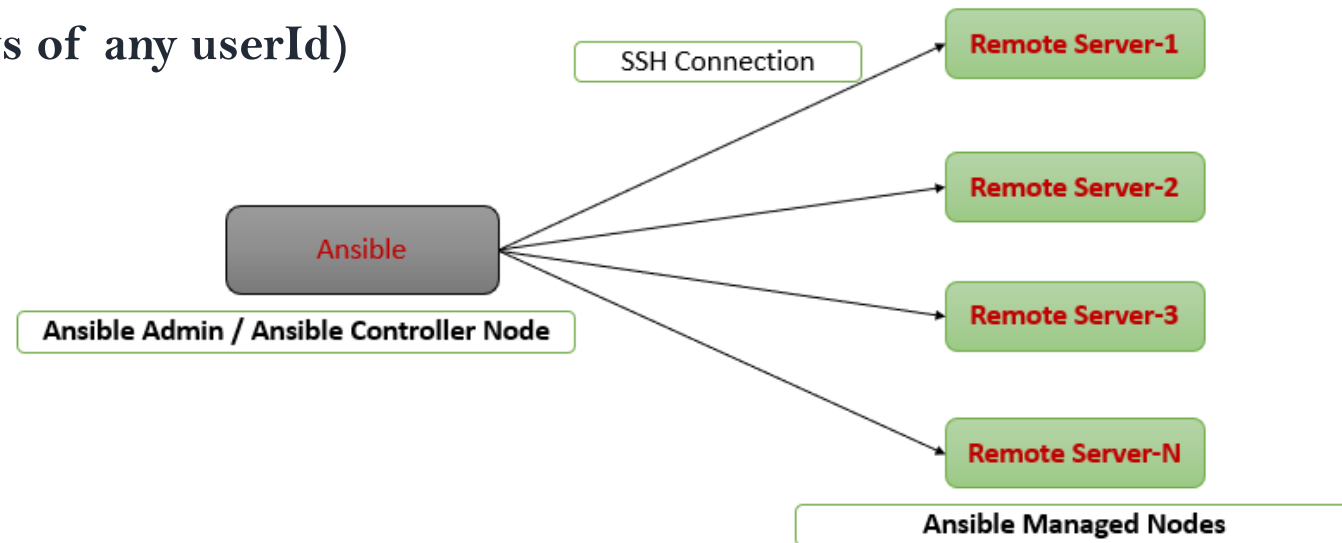 of any userId)
SSH Connection
Remote Server-1
Remote Server-2
Ansible
Remote Server-3
Ansible Admin / Ansible Controller Node
Remote Server-N
Ansible Managed Nodes